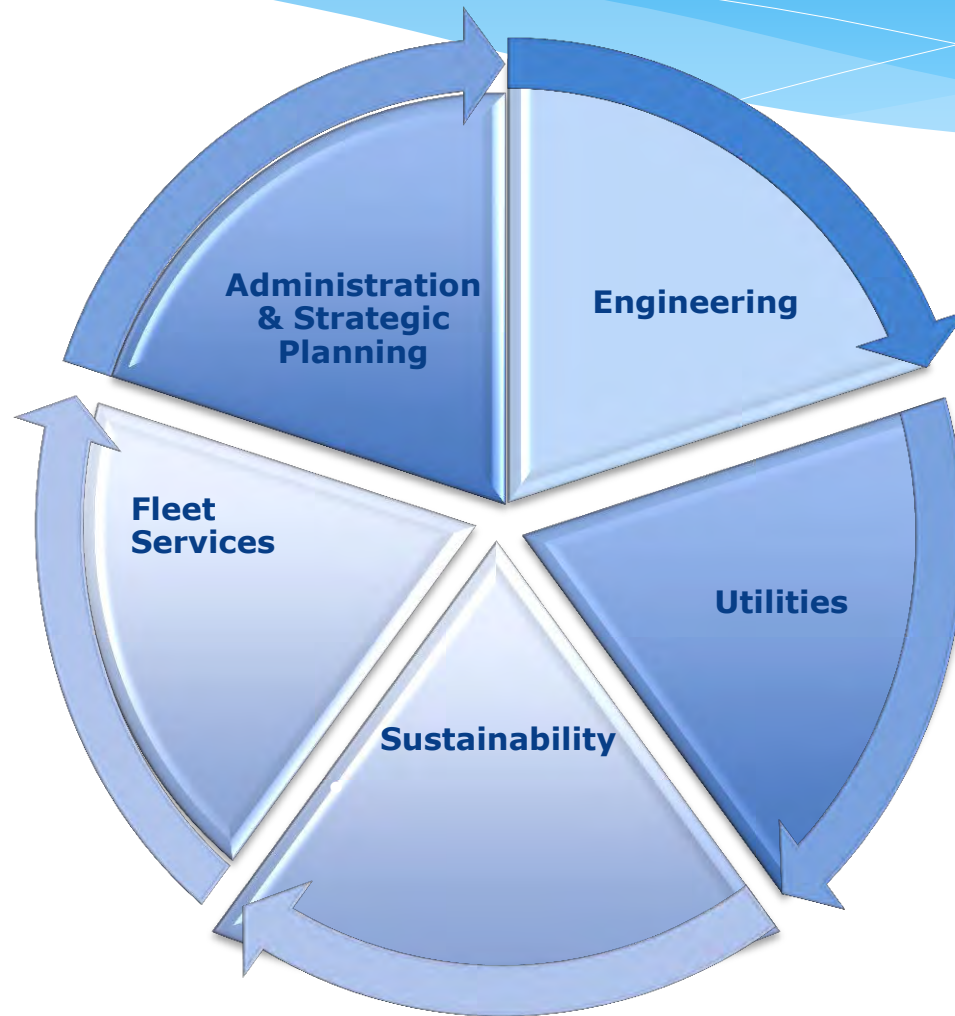 Administration
& Strategic
Planning
Engineering
Fleet
Services
Utilities
Sustainability